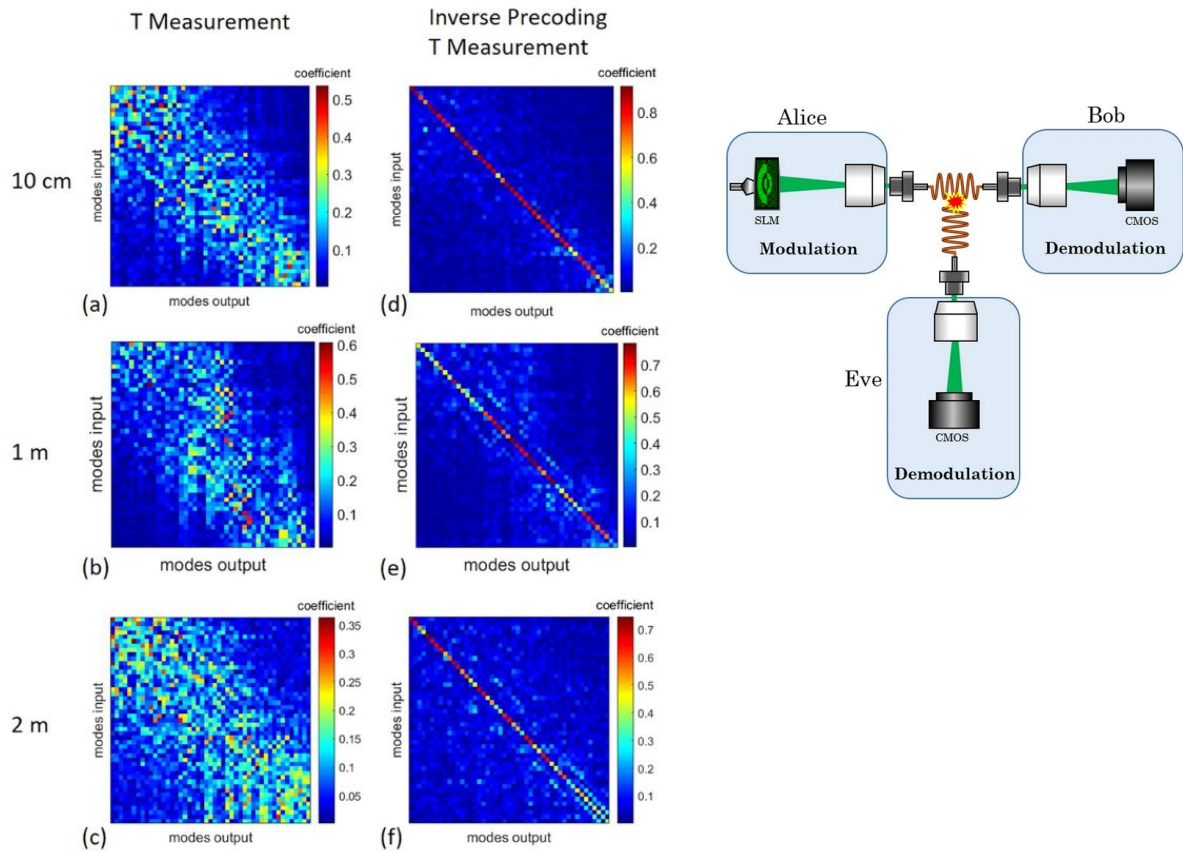 T Measurement
Inverse Precoding
T Measurement
10 cm
coefficient
modes input
0.5
0.4
0.3
0.2
0.1
(a)
modes output
coefficient
modes input
0.8
0.6
0.4
0.2
(d)
modes output
1 m
coefficient
modes input
0.6
0.5
0.4
0.3
0.2
0.1
(b)
modes output
coefficient
modes input
0.7
0.6
0.5
0.4
0.3
0.2
0.1
(e)
modes output
2 m
coefficient
modes input
0.35
0.3
0.25
0.2
0.15
0.1
0.05
(c)
modes output
coefficient
modes input
0.7
0.6
0.5
0.4
0.3
0.2
0.1
(f)
modes output
Alice
SLM
Modulation
Bob
CMOS
Demodulation
Eve
CMOS
Demodulation